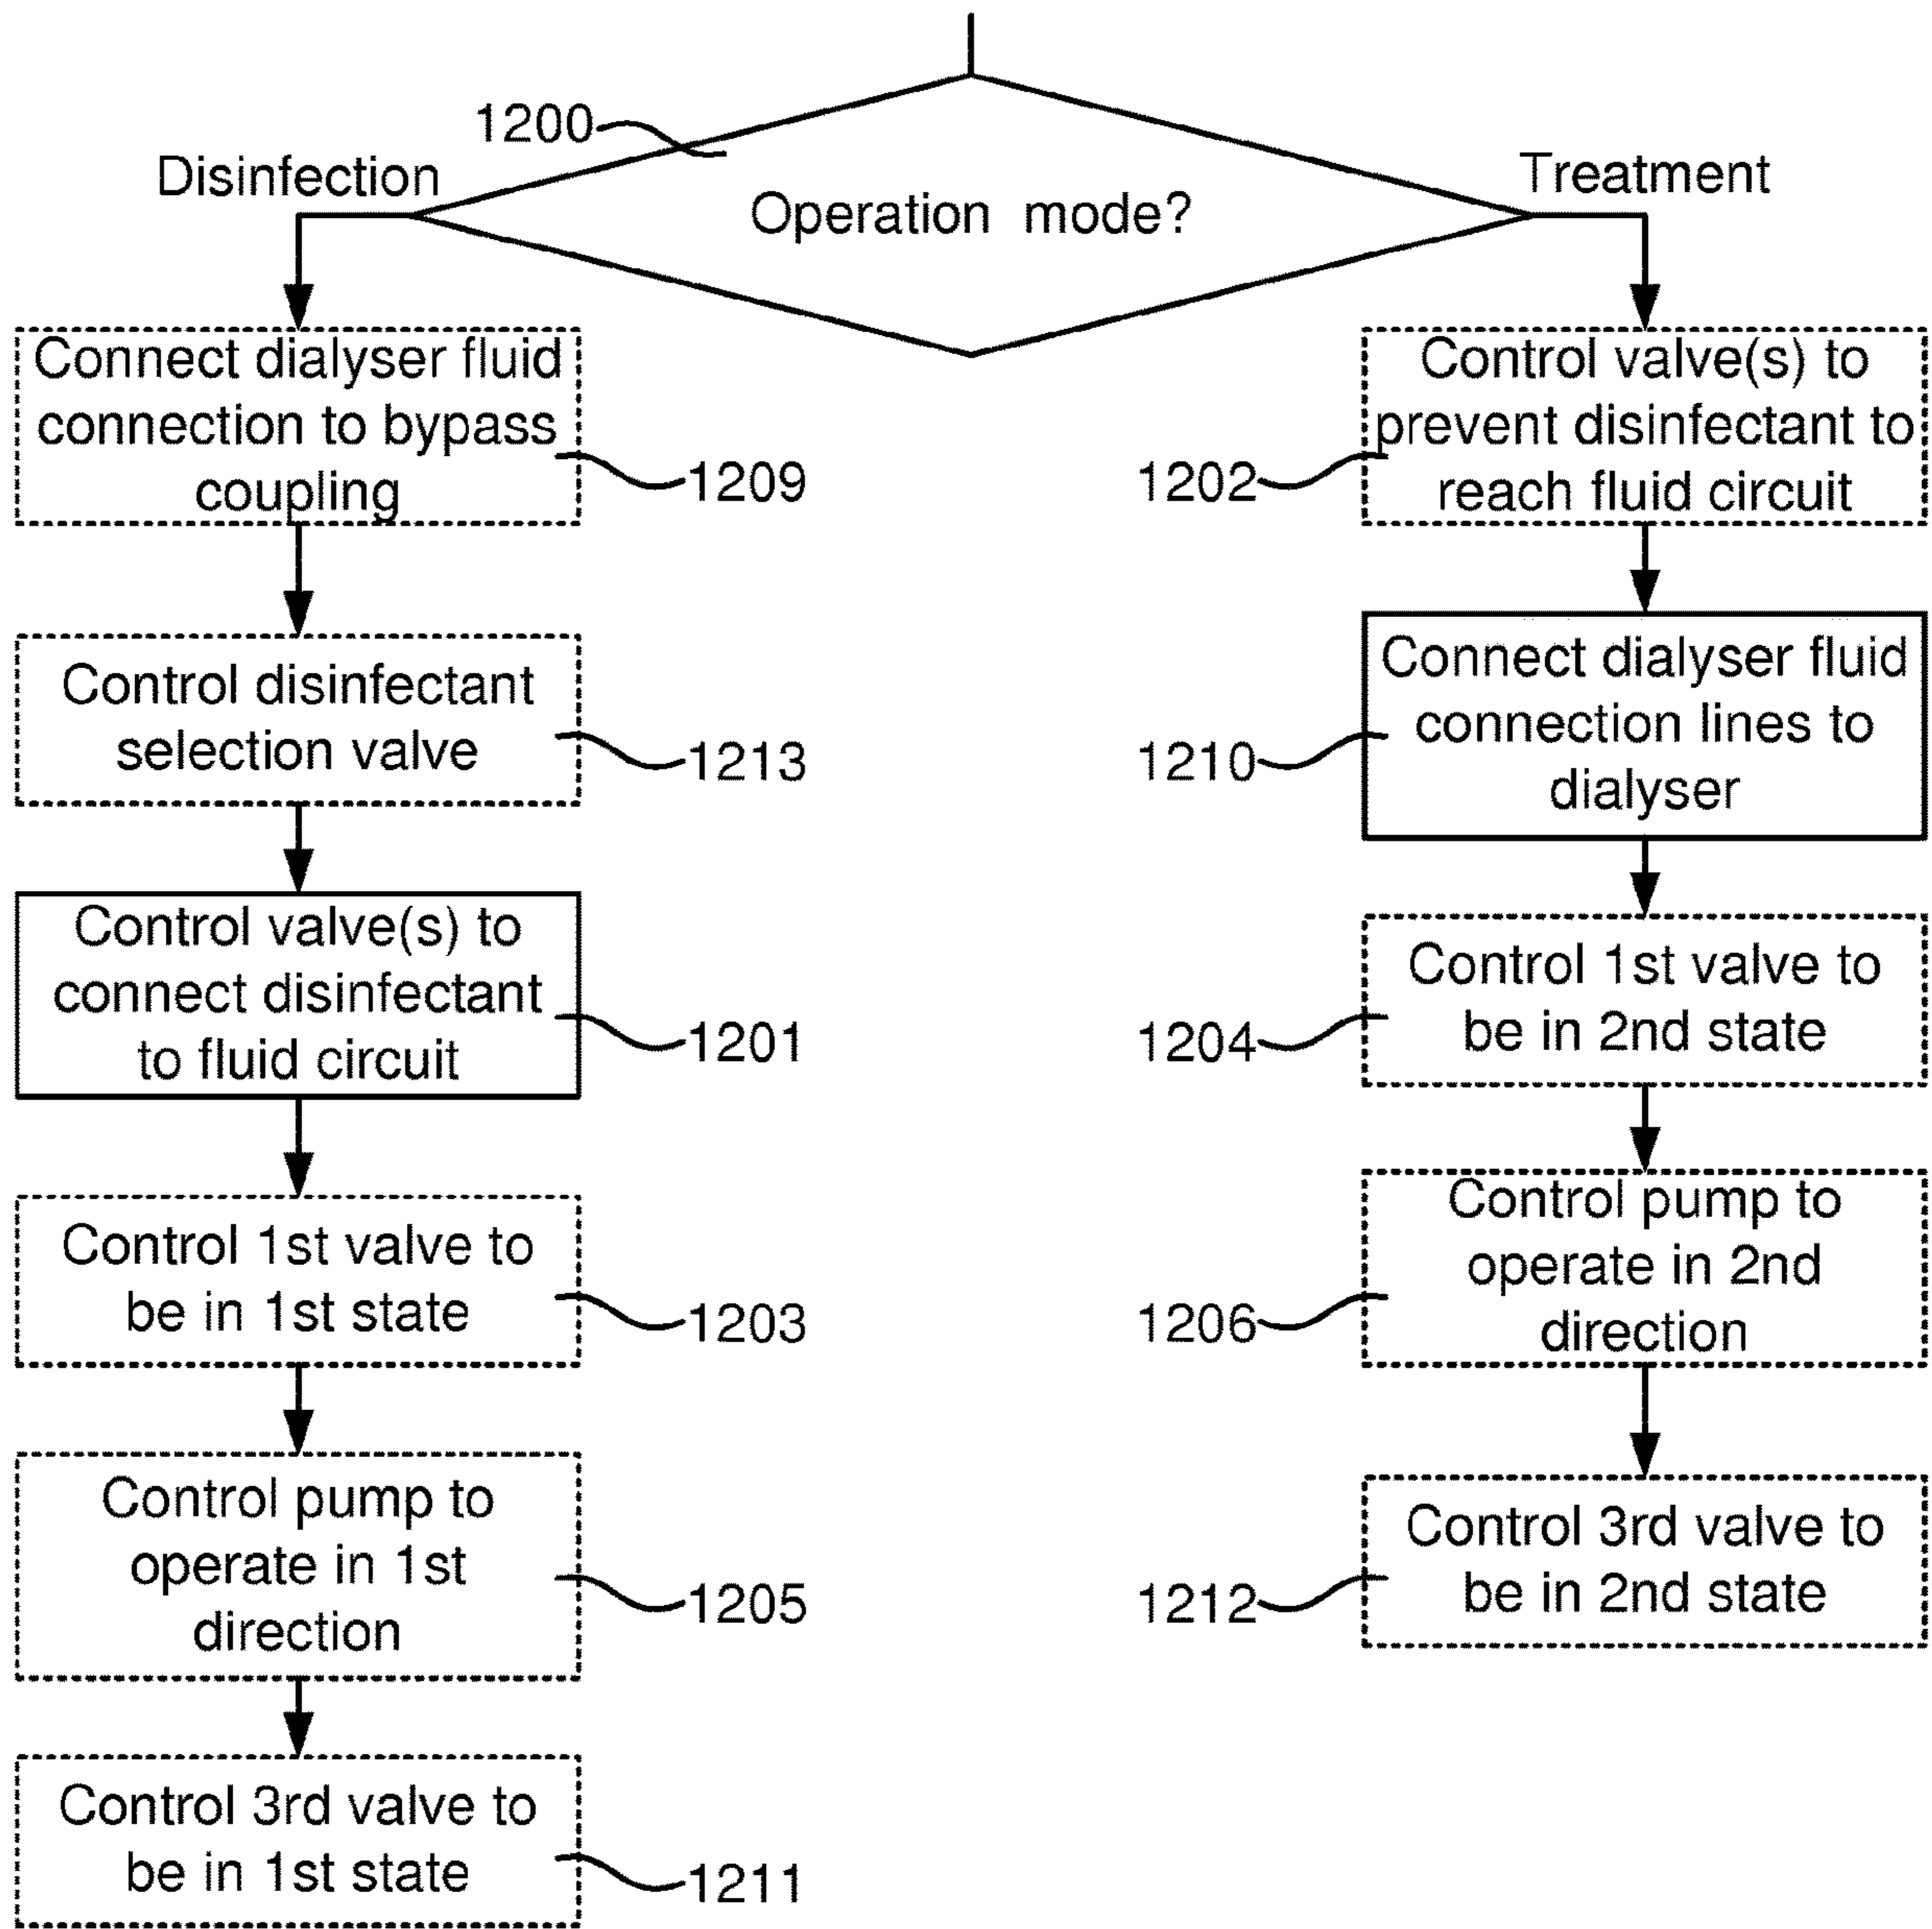 1200
Disinfection
Treatment
Operation mode?
Connect dialyser fluid
connection to bypass
coupling
1209
Control disinfectant
selection valve
1213
Control valve(s) to
connect disinfectant
to fluid circuit
1201
Control 1st valve to
be in 1st state
1203
Control pump to
operate in 1st
direction
1205
Control 3rd valve to
be in 1st state
1211
Control valve(s) to
prevent disinfectant to
reach fluid circuit
1202
Connect dialyser fluid
connection lines to
dialyser
1210
Control 1st valve to
be in 2nd state
1204
Control pump to
operate in 2nd
direction
1206
Control 3rd valve to
be in 2nd state
1212